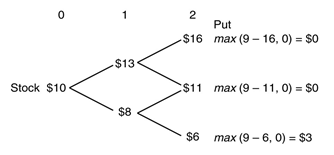 0 1 2
Put
$16 max (9 – 16, 0) = $0
$13
Stock $10 $11 max (9 – 11, 0) = $0
$8
$6 max (9 – 6, 0) = $3